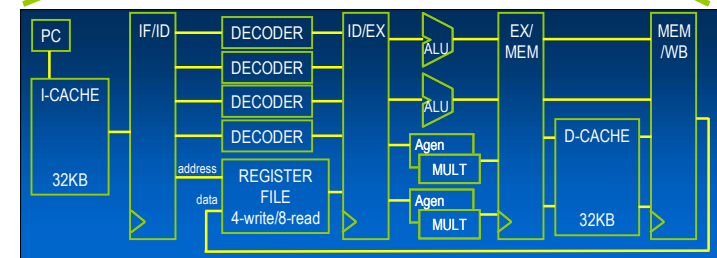 PC
I-CACHE
32KB
IF/ID
DECODER
DECODER
DECODER
DECODER
address
data
REGISTER
FILE
4-write/8-read
ID/EX
ALU
ALU
Agen
MULT
Agen
MULT
EX/
MEM
D-CACHE
32KB
MEM
/WB